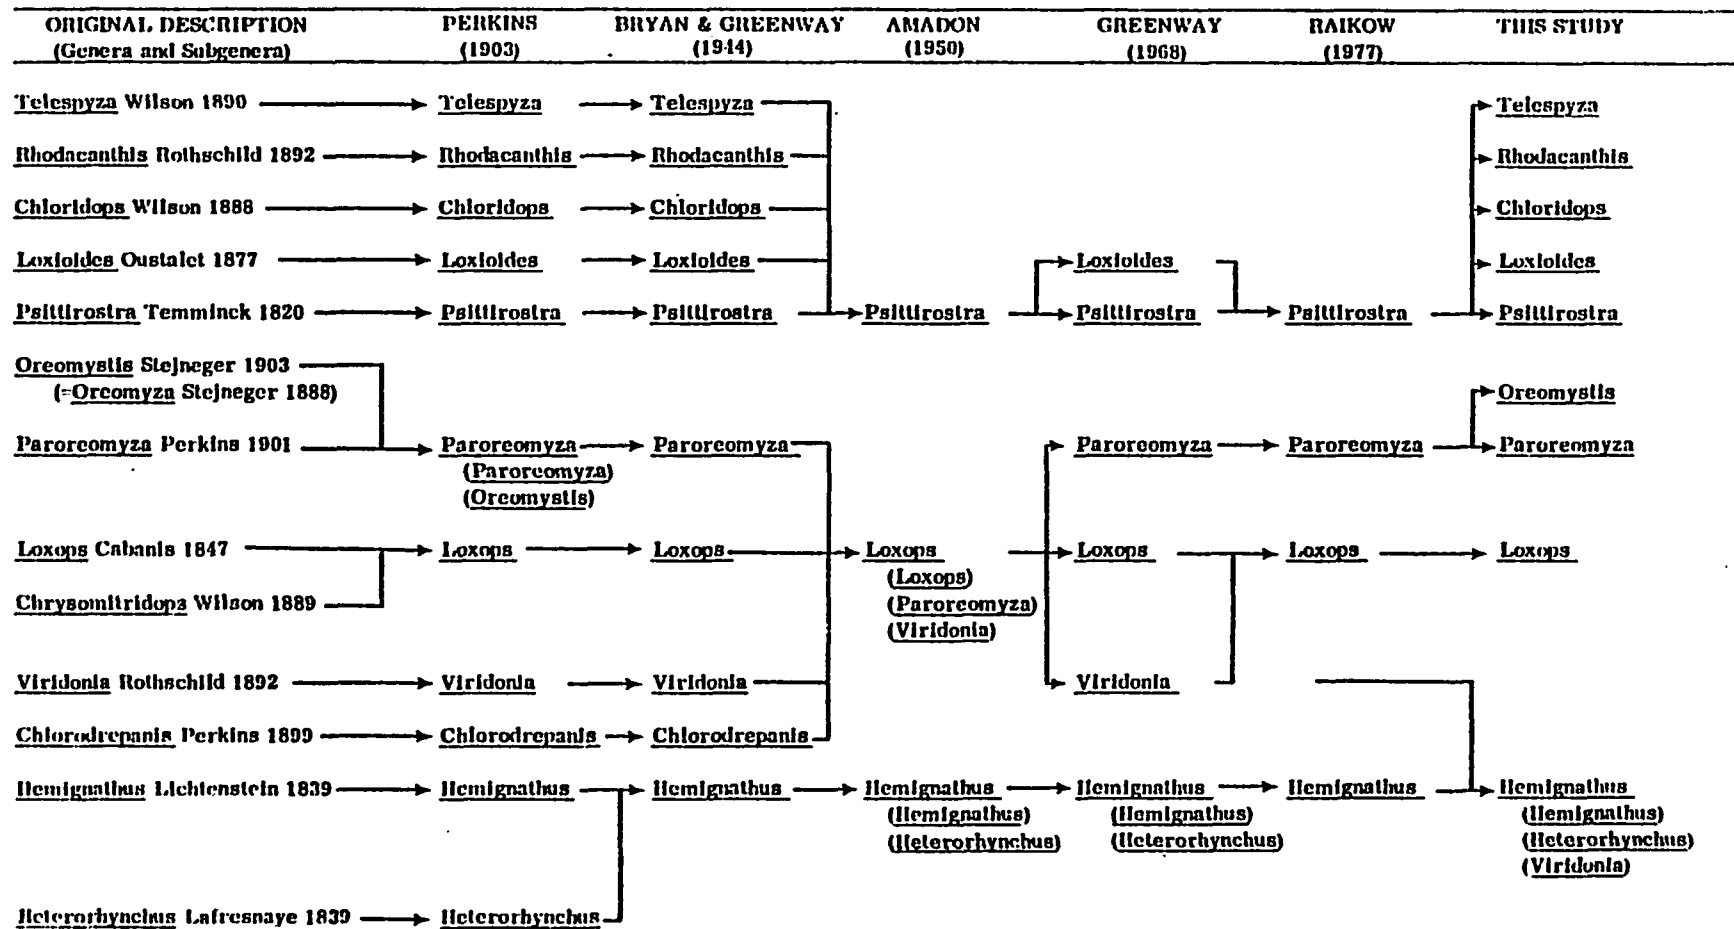 ORIGINAL DESCRIPTION PERKINS BRYAN & GREENWAY AMADON GREENWAY RAIKOW THIS STUDY
(Genera and Subgenera) (1903) (1944) (1950) (1968) (1977)
Telespyza Wilson 1890 Telespyza Telespyza Telespyza
Rhodacanthis Rothschild 1892 Rhodacanthis Rhodacanthis Rhodacanthis
Chloridops Wilson 1888 Chloridops Chloridops Chloridops
Loxioides Oustalet 1877 Loxioides Loxioides Loxioides Loxioides
Psittirostra Temminck 1820 Psittirostra Psittirostra Psittirostra Psittirostra Psittirostra Psittirostra
Oreomystis Stejneger 1903
(=Oreomyza Stejneger 1888) Oreomystis
Paroreomyza Perkins 1901 Paroreomyza Paroreomyza Paroreomyza Paroreomyza Paroreomyza
(Paroreomyza)
(Oreomystis)
Loxops Cabanis 1847 Loxops Loxops Loxops Loxops Loxops Loxops
(Loxops)
Chrysomitridops Wilson 1889 (Paroreomyza)
(Viridonia)
Viridonia Rothschild 1892 Viridonia Viridonia Viridonia
Chlorodrepanis Perkins 1899 Chlorodrepanis Chlorodrepanis
Hemignathus Lichtenstein 1839 Hemignathus Hemignathus Hemignathus Hemignathus Hemignathus Hemignathus
(Hemignathus) (Hemignathus) (Hemignathus)
(Heterorhynchus) (Heterorhynchus) (Heterorhynchus)
(Viridonia)
Heterorhynchus Lafresnaye 1839 Heterorhynchus